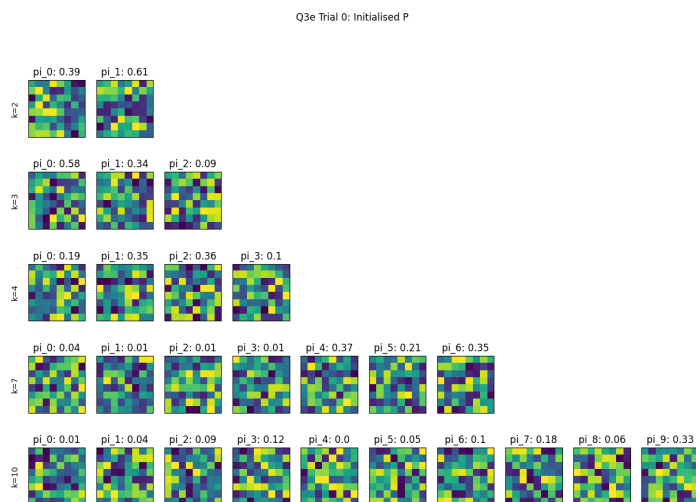 Q3e Trial 0: Initialised P
pi_0: 0.39 pi_1: 0.61
k=2
pi_0: 0.58 pi_1: 0.34 pi_2: 0.09
k=3
pi_0: 0.19 pi_1: 0.35 pi_2: 0.36 pi_3: 0.1
k=4
pi_0: 0.04 pi_1: 0.01 pi_2: 0.01 pi_3: 0.01 pi_4: 0.37 pi_5: 0.21 pi_6: 0.35
k=7
pi_0: 0.01 pi_1: 0.04 pi_2: 0.09 pi_3: 0.12 pi_4: 0.0 pi_5: 0.05 pi_6: 0.1 pi_7: 0.18 pi_8: 0.06 pi_9: 0.33
k=10